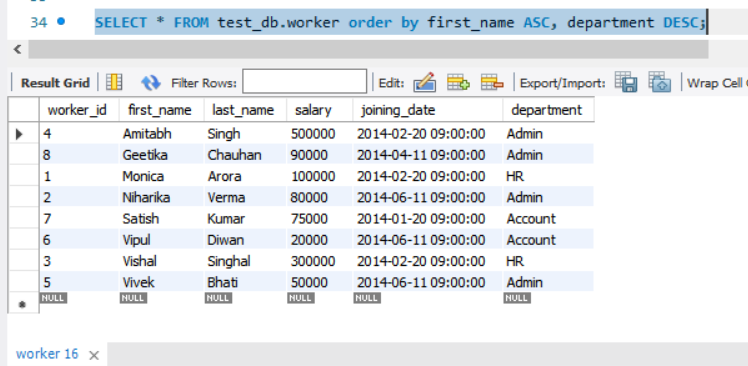 34 SELECT * FROM test_db.worker order by first_name ASC, department DESC;
Result Grid Filter Rows: Edit: Export/Import: Wrap Cell
worker_id first_name last_name salary joining_date department
4 Amitabh Singh 500000 2014-02-20 09:00:00 Admin
8 Geetika Chauhan 90000 2014-04-11 09:00:00 Admin
1 Monica Arora 100000 2014-02-20 09:00:00 HR
2 Niharika Verma 80000 2014-06-11 09:00:00 Admin
7 Satish Kumar 75000 2014-01-20 09:00:00 Account
6 Vipul Diwan 20000 2014-06-11 09:00:00 Account
3 Vishal Singhal 300000 2014-02-20 09:00:00 HR
5 Vivek Bhati 50000 2014-06-11 09:00:00 Admin
NULL NULL NULL NULL NULL NULL
worker 16